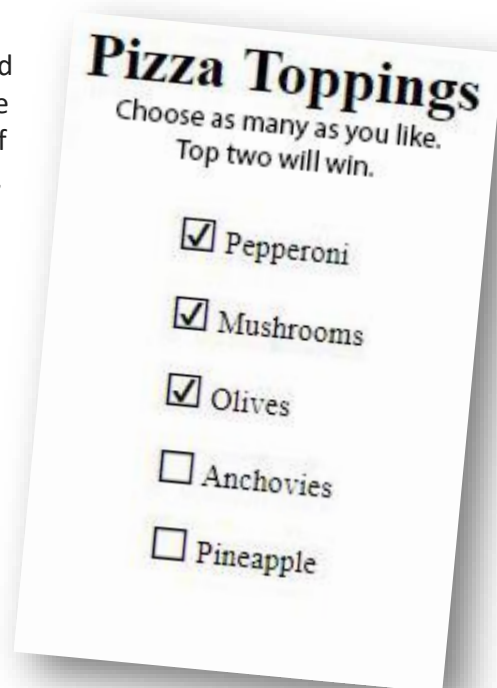 d
e
f
Pizza Toppings
Choose as many as you like.
Top two will win.
Pepperoni
Mushrooms
Olives
Anchovies
Pineapple